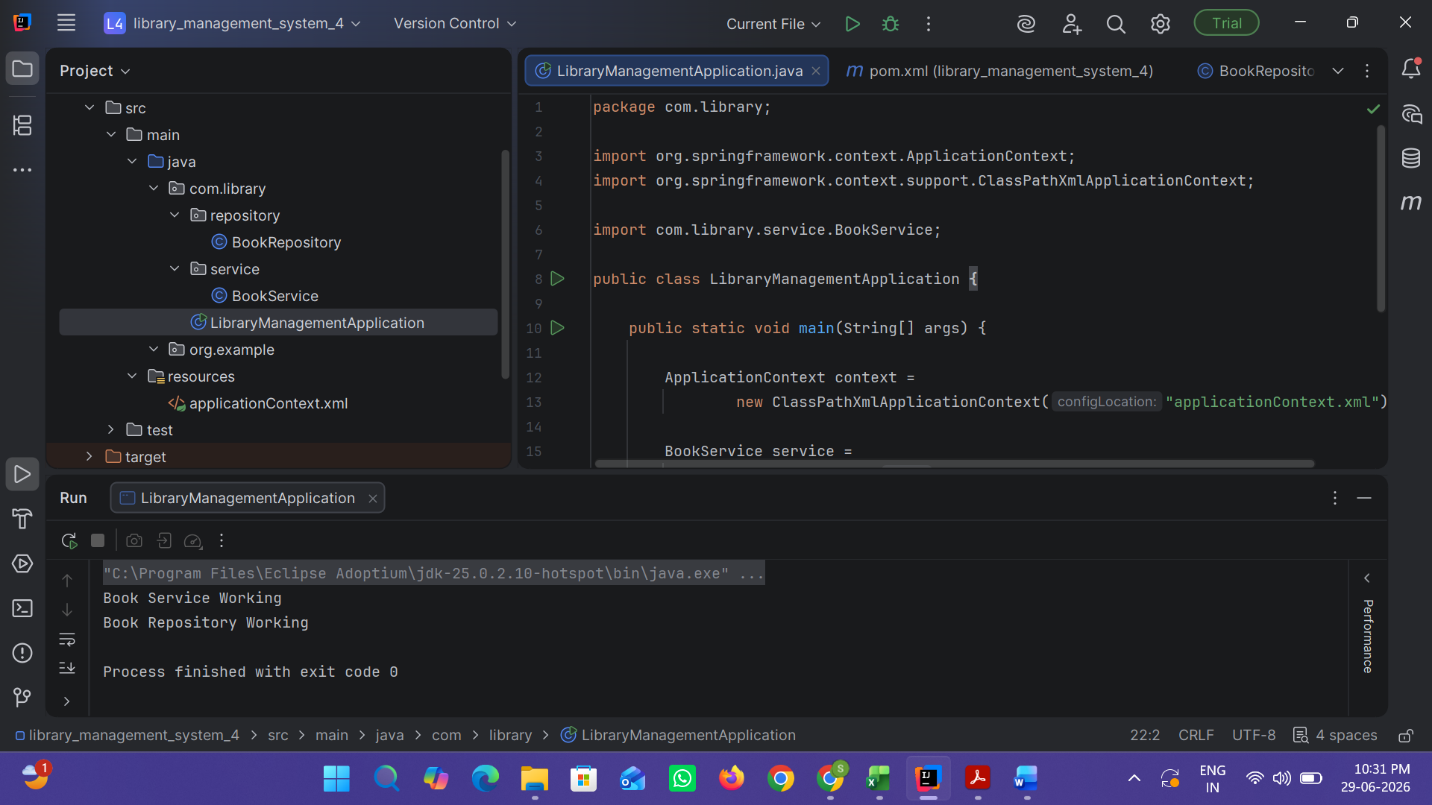 L4 library_management_system_4 Version Control Current File Trial
Project
src
main
java
com.library
repository
BookRepository
service
BookService
LibraryManagementApplication
org.example
resources
applicationContext.xml
test
target
LibraryManagementApplication.java m pom.xml (library_management_system_4) BookReposito
1 package com.library;
2
3 import org.springframework.context.ApplicationContext;
4 import org.springframework.context.support.ClassPathXmlApplicationContext;
5
6 import com.library.service.BookService;
7
8 public class LibraryManagementApplication {
9
10 public static void main(String[] args) {
11
12 ApplicationContext context =
13 new ClassPathXmlApplicationContext( configLocation: "applicationContext.xml")
14
15 BookService service =
m
Run LibraryManagementApplication
"C:\Program Files\Eclipse Adoptium\jdk-25.0.2.10-hotspot\bin\java.exe" ...
Book Service Working
Book Repository Working
Process finished with exit code 0
Performance
library_management_system_4 > src > main > java > com > library > LibraryManagementApplication 22:2 CRLF UTF-8 4 spaces
1
S
ENG
IN
10:31 PM
29-06-2026